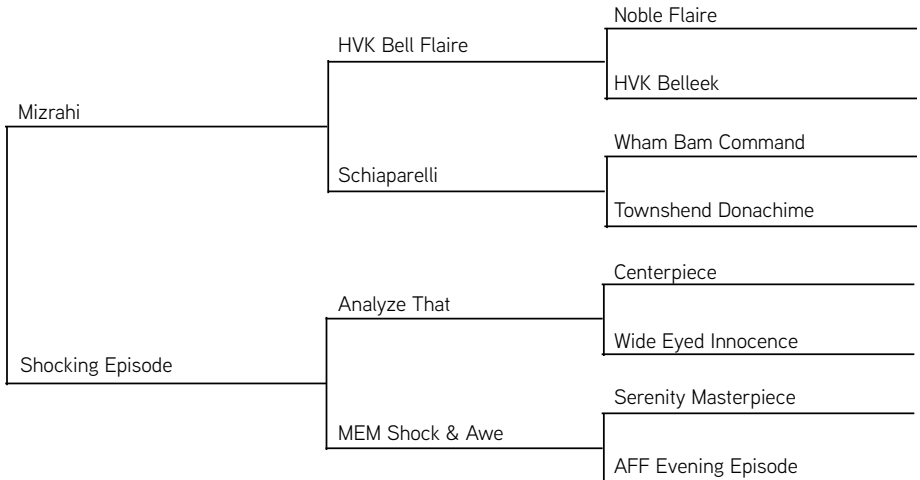 Noble Flaire
HVK Bell Flaire
HVK Belleek
Mizrahi
Wham Bam Command
Schiaparelli
Townshend Donachime
Centerpiece
Analyze That
Wide Eyed Innocence
Shocking Episode
Serenity Masterpiece
MEM Shock & Awe
AFF Evening Episode